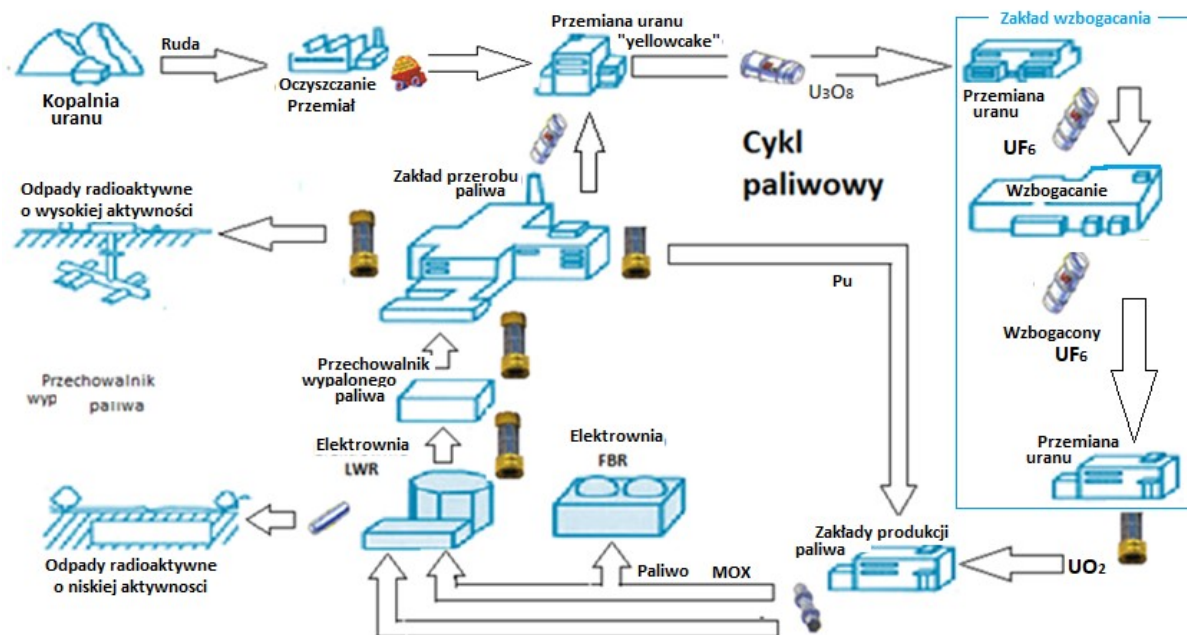 Ruda
Kopalnia
uranu
Oczyszczanie
Przemiał
Przemiana uranu
"yellowcake"
U3O8
Zakład wzbogacania
Przemiana
uranu
UF6
Wzbogacanie
Wzbogacony
UF6
Przemiana
uranu
Cykl
paliwowy
Zakład przerobu
paliwa
Odpady radioaktywne
o wysokiej aktywności
Pu
Przechowalnik
wypalonego
paliwa
Przechowalnik
wyp paliwa
Elektrownia
LWR
Elektrownia
FBR
Zakłady produkcji
paliwa
UO2
Odpady radioaktywne
o niskiej aktywnosci
Paliwo MOX